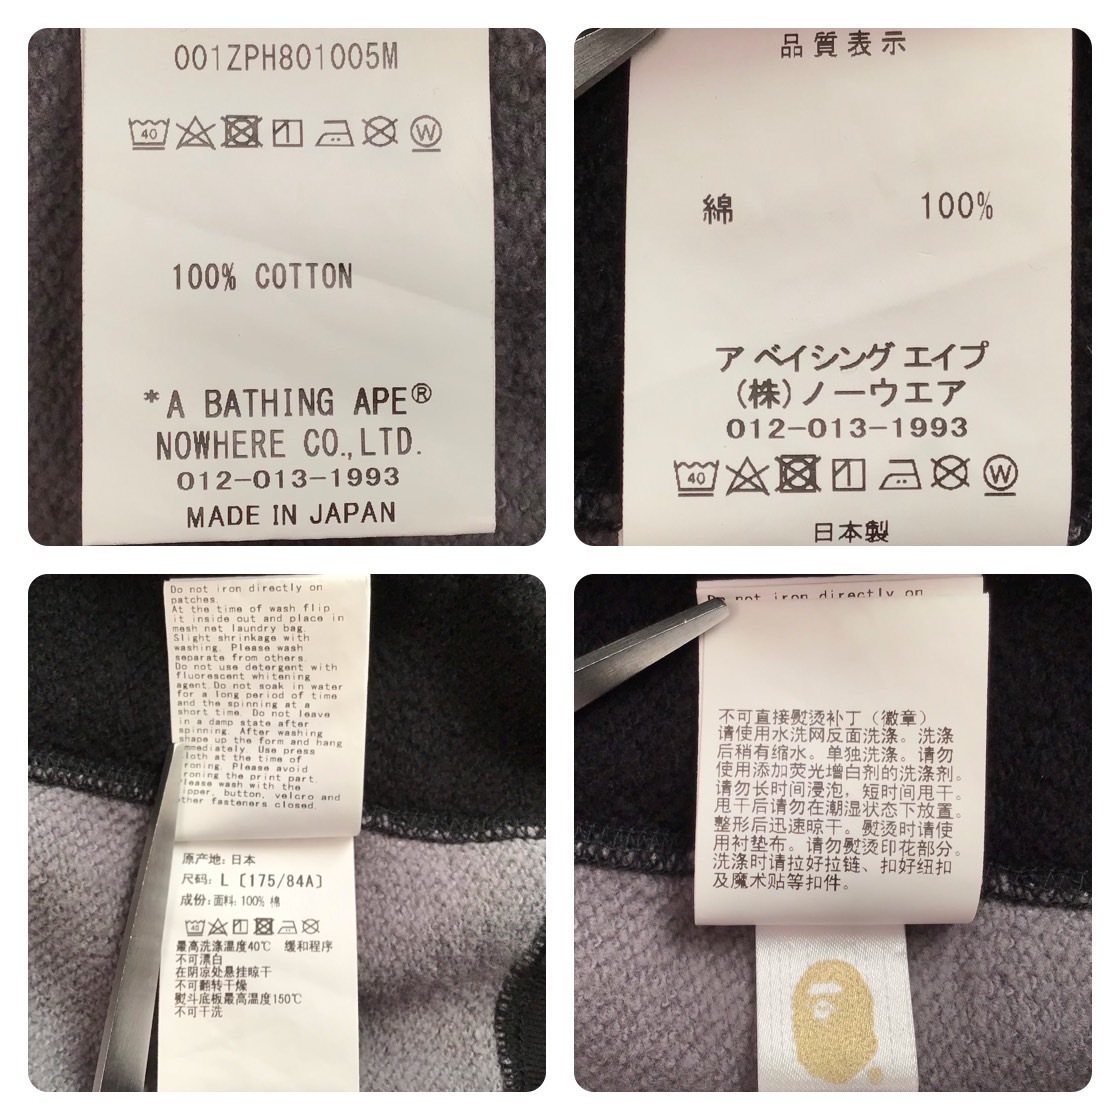 001ZPH801005M
40
100% COTTON
*A BATHING APE®
NOWHERE CO.,LTD.
012-013-1993
MADE IN JAPAN
品質表示
綿 100%
ア ベイシング エイプ
(株)ノーウエア
012-013-1993
40
日本製
Do not iron directly on
patches.
At the time of wash flip
it inside out and place in
mesh net laundry bag.
Slight shrinkage with
washing. Please wash
separate from others.
Do not use detergent with
fluorescent whitening
agent.Do not soak in water
for a long period of time
and the spinning at a
short time. Do not leave
in a damp state after
spinning. After washing
shape up the form and hang
mmediately. Use press
loth at the time of
roning. Please avoid
roning the print part.
lease wash with the
ipper, button, velcro and
ther fasteners closed.
原产地: 日本
尺码: L (175/84A)
成份: 面料: 100% 棉
40
最高洗涤温度40℃ 缓和程序
不可漂白
在阴凉处悬挂晾干
不可翻转干燥
熨斗底板最高温度150℃
不可干洗
Do not iron directly on
不可直接熨烫补丁（徽章）
请使用水洗网反面洗涤。洗涤
后稍有缩水。单独洗涤。请勿
使用添加荧光增白剂的洗涤剂。
请勿长时间浸泡，短时间甩干。
甩干后请勿在潮湿状态下放置。
整形后迅速晾干。熨烫时请使
用衬垫布。请勿熨烫印花部分。
洗涤时请拉好拉链、扣好纽扣
及魔术贴等扣件。
®